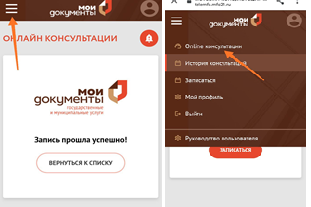 мои
документы
ОНЛАЙН КОНСУЛЬТАЦИИ
мои
документы
государственные
и муниципальные услуги
Запись прошла успешно!
ВЕРНУТЬСЯ К СПИСКУ
мои
документы
Online консультации
История консультаций
Записаться
Мой профиль
Выйти
Руководство пользователя
ЗАПИСАТЬСЯ